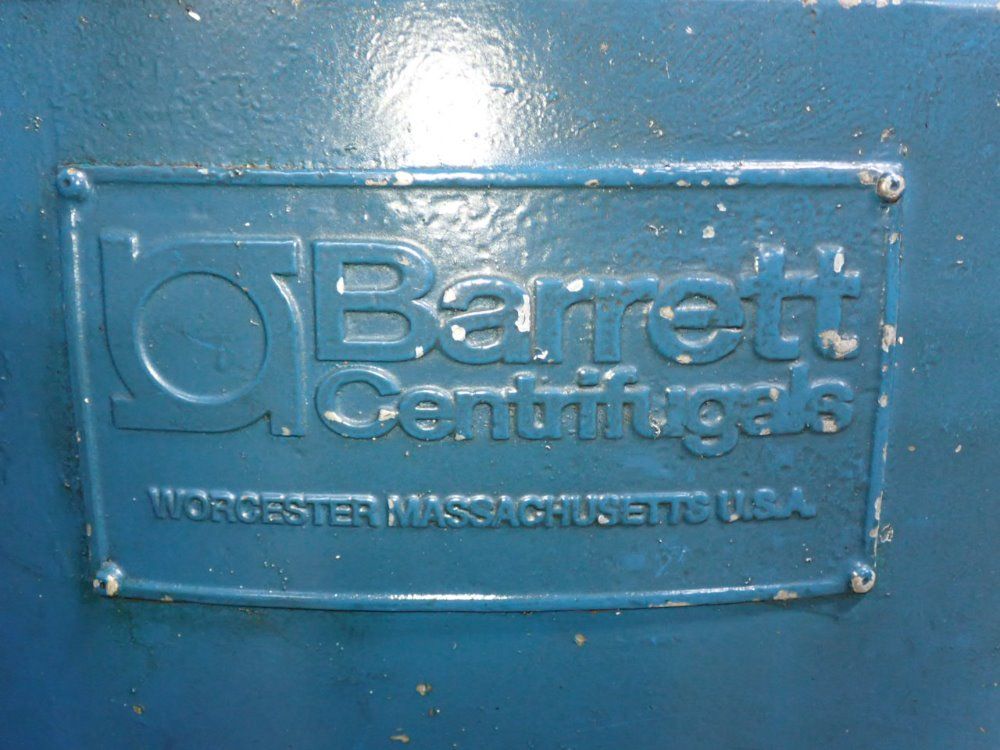 Barrett
Centrifugals
WORCESTER MASSACHUSETTS U.S.A.